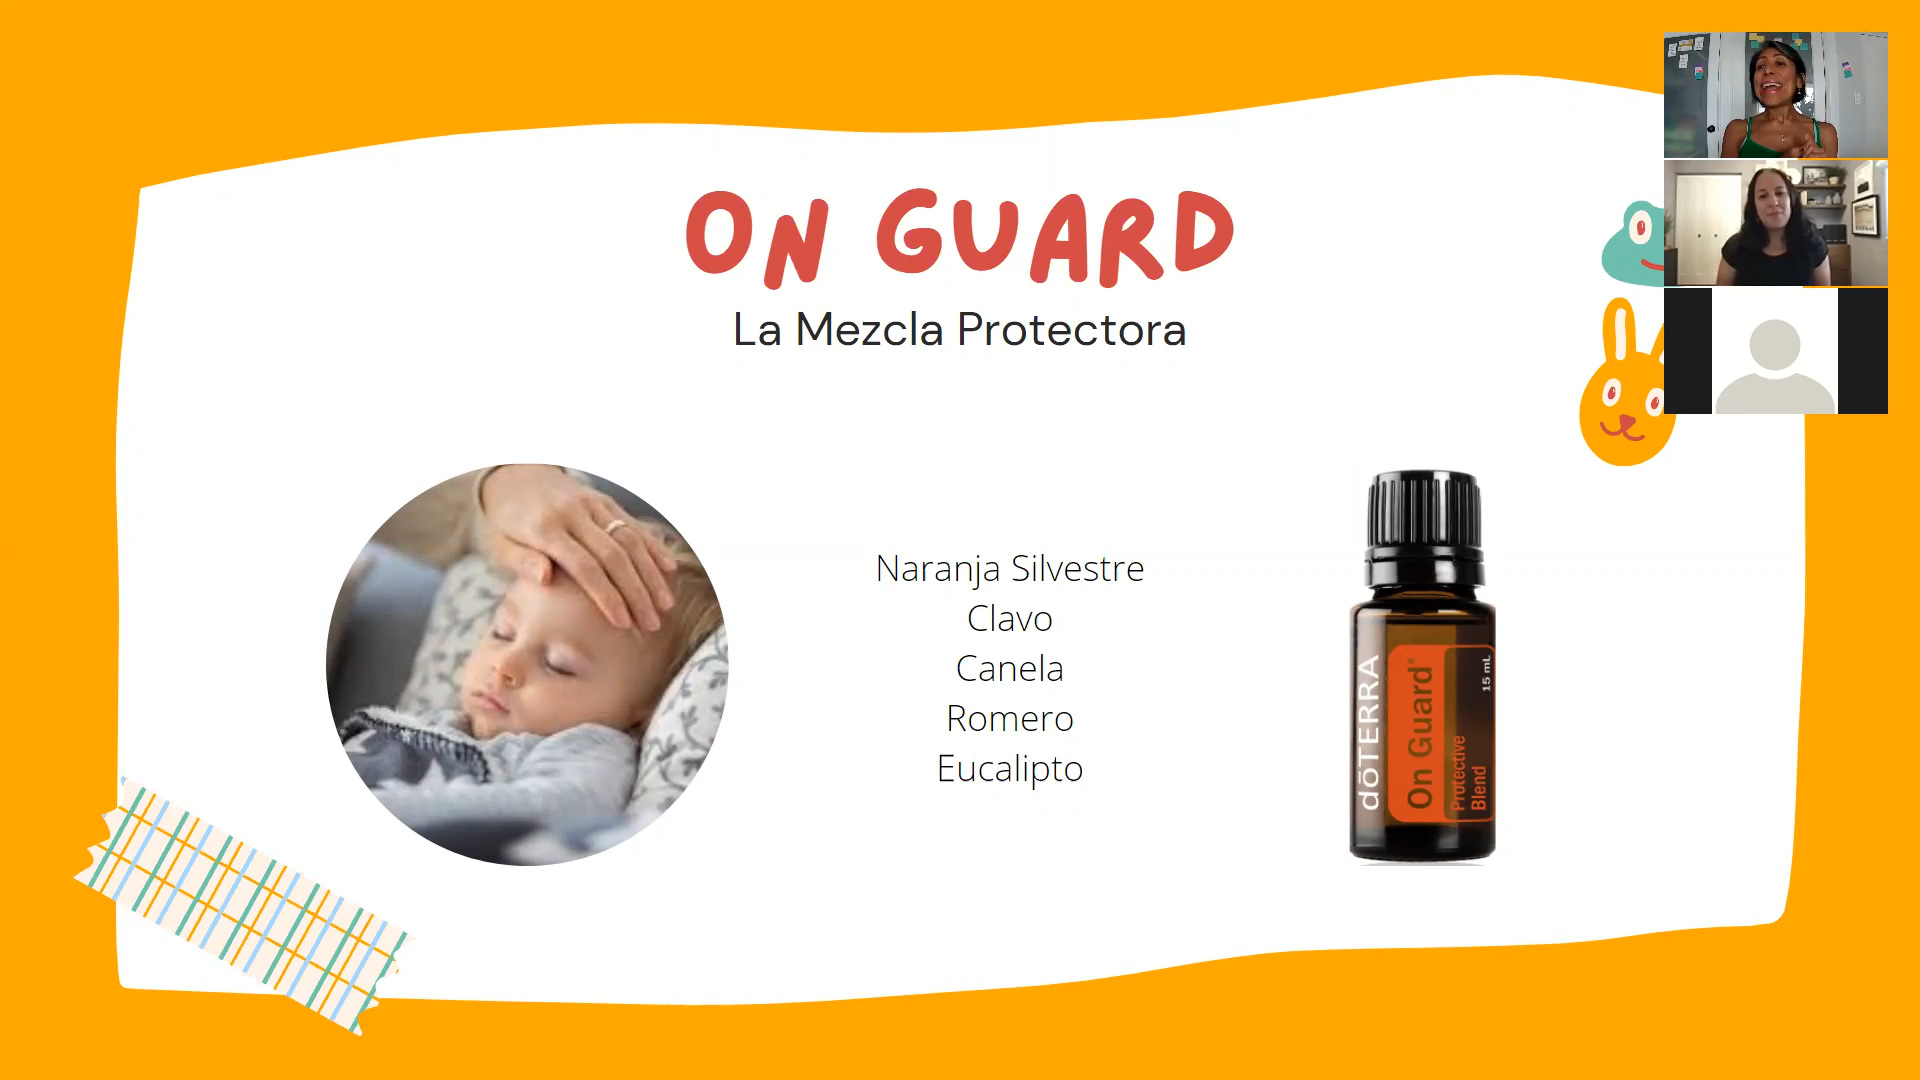 ON GUARD
La Mezcla Protectora
Naranja Silvestre
Clavo
Canela
Romero
Eucalipto
dōTERRA
On Guard®
Protective
Blend
15 mL